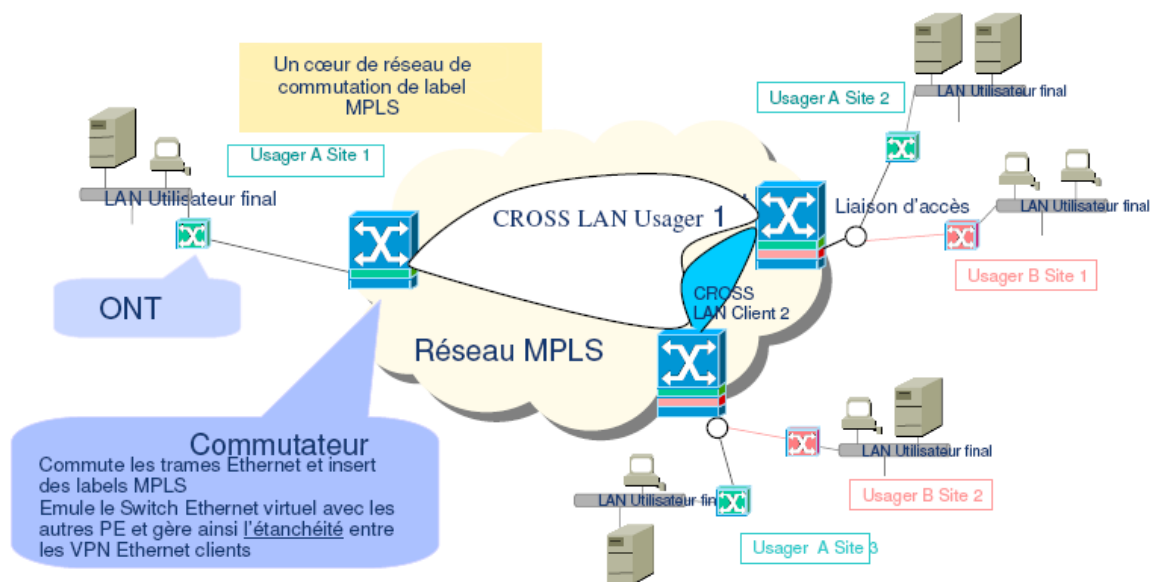 Un cœur de réseau de
commutation de label
MPLS
Usager A Site 1
LAN Utilisateur final
ONT
Usager A Site 2
LAN Utilisateur final
LAN Utilisateur final
Liaison d'accès
Usager B Site 1
CROSS LAN Usager 1
CROSS
LAN Client 2
Réseau MPLS
Commutateur
Commute les trames Ethernet et insert
des labels MPLS
Emule le Switch Ethernet virtuel avec les
autres PE et gère ainsi l'étanchéité entre
les VPN Ethernet clients
LAN Utilisateur final
Usager B Site 2
LAN Utilisateur fin
Usager A Site 3